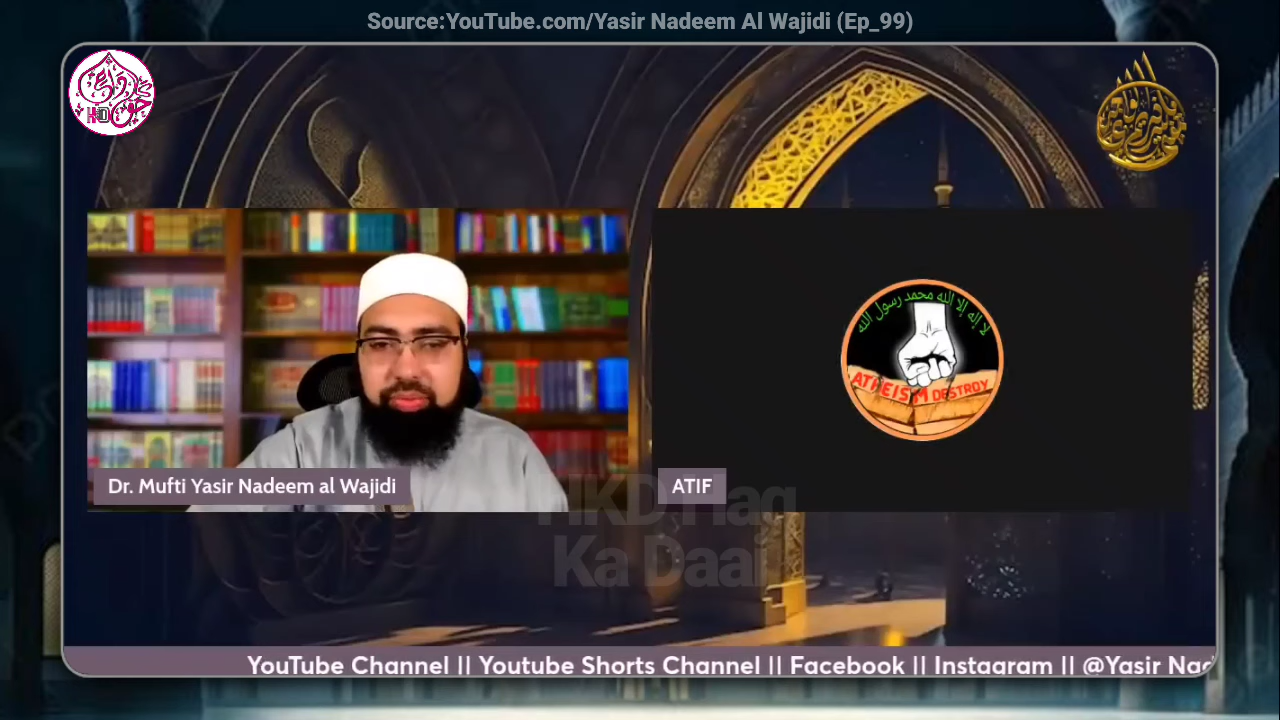 Source:YouTube.com/Yasir Nadeem Al Wajidi (Ep_99)
HKD
لا إله إلا الله محمد رسول الله
ATHEISM DESTROY
Dr. Mufti Yasir Nadeem al Wajidi
ATIF
HKD Haq
Ka Daai
YouTube Channel || Youtube Shorts Channel || Facebook || Instagram || @Yasir Nad